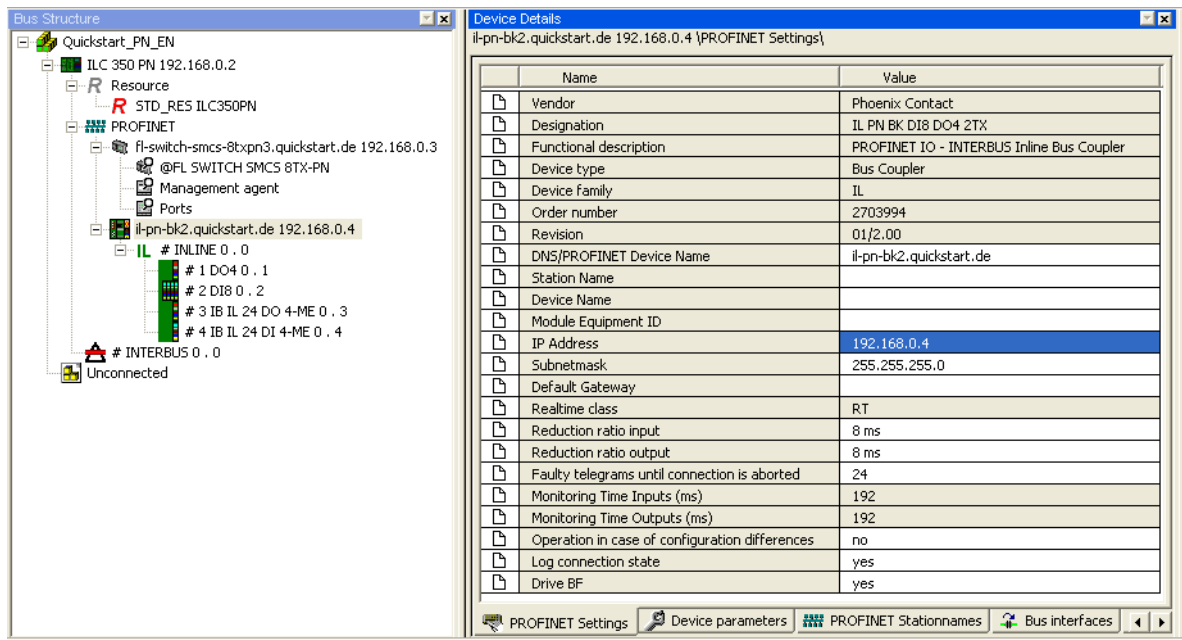 Bus Structure
Quickstart_PN_EN
ILC 350 PN 192.168.0.2
R Resource
R STD_RES ILC350PN
PROFINET
fl-switch-smcs-8txpn3.quickstart.de 192.168.0.3
@FL SWITCH SMCS 8TX-PN
Management agent
Ports
il-pn-bk2.quickstart.de 192.168.0.4
IL # INLINE 0 . 0
# 1 DO4 0 . 1
# 2 DI8 0 . 2
# 3 IB IL 24 DO 4-ME 0 . 3
# 4 IB IL 24 DI 4-ME 0 . 4
# INTERBUS 0 . 0
Unconnected
Device Details
il-pn-bk2.quickstart.de 192.168.0.4 \PROFINET Settings\
Name Value
Vendor Phoenix Contact
Designation IL PN BK DI8 DO4 2TX
Functional description PROFINET IO - INTERBUS Inline Bus Coupler
Device type Bus Coupler
Device family IL
Order number 2703994
Revision 01/2.00
DNS/PROFINET Device Name il-pn-bk2.quickstart.de
Station Name
Device Name
Module Equipment ID
IP Address 192.168.0.4
Subnetmask 255.255.255.0
Default Gateway
Realtime class RT
Reduction ratio input 8 ms
Reduction ratio output 8 ms
Faulty telegrams until connection is aborted 24
Monitoring Time Inputs (ms) 192
Monitoring Time Outputs (ms) 192
Operation in case of configuration differences no
Log connection state yes
Drive BF yes
PROFINET Settings Device parameters PROFINET Stationnames Bus interfaces